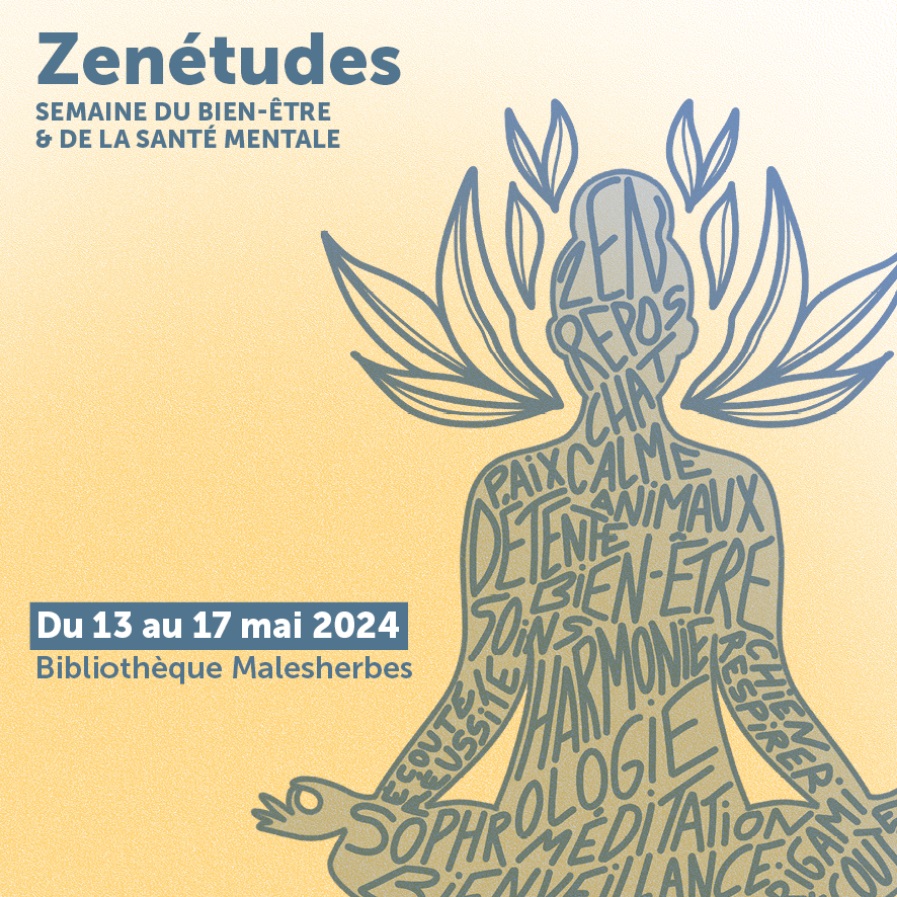 Zenétudes
SEMAINE DU BIEN-ÊTRE
& DE LA SANTÉ MENTALE
ZEN
REPOS
CHAT
PAIX CALME
ANIMAUX
DÉTENTE
BIEN-ÊTRE
SOINS
HARMONIE
CHIEN
RESPIRER
ÉCOUTE
RÉUSSITE
Du 13 au 17 mai 2024
Bibliothèque Malesherbes
SOPHROLOGIE
MÉDITATION
ORIGAMI
BIENVEILLANCE